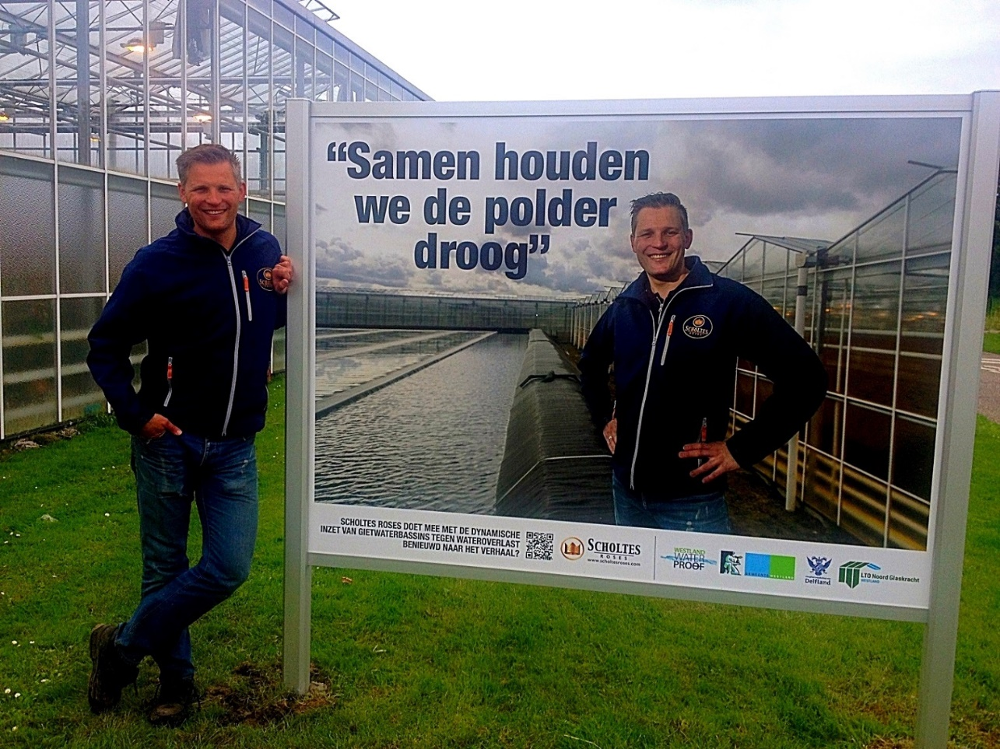 “Samen houden
we de polder
droog”
SCHOLTES
SCHOLTES ROSES DOET MEE MET DE DYNAMISCHE
INZET VAN GIETWATERBASSINS TEGEN WATEROVERLAST
BENIEUWD NAAR HET VERHAAL?
SCHOLTES
ROSES
www.scholtesroses.com
WESTLAND
WATER
PROOF
GEMEENTE WESTLAND
Delfland
LTO Noord Glaskracht
WESTLAND